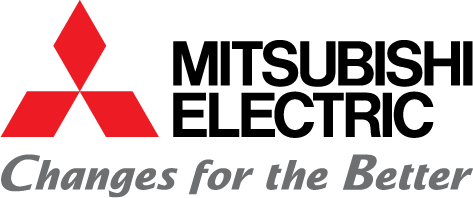 MITSUBISHI
ELECTRIC
Changes for the Better